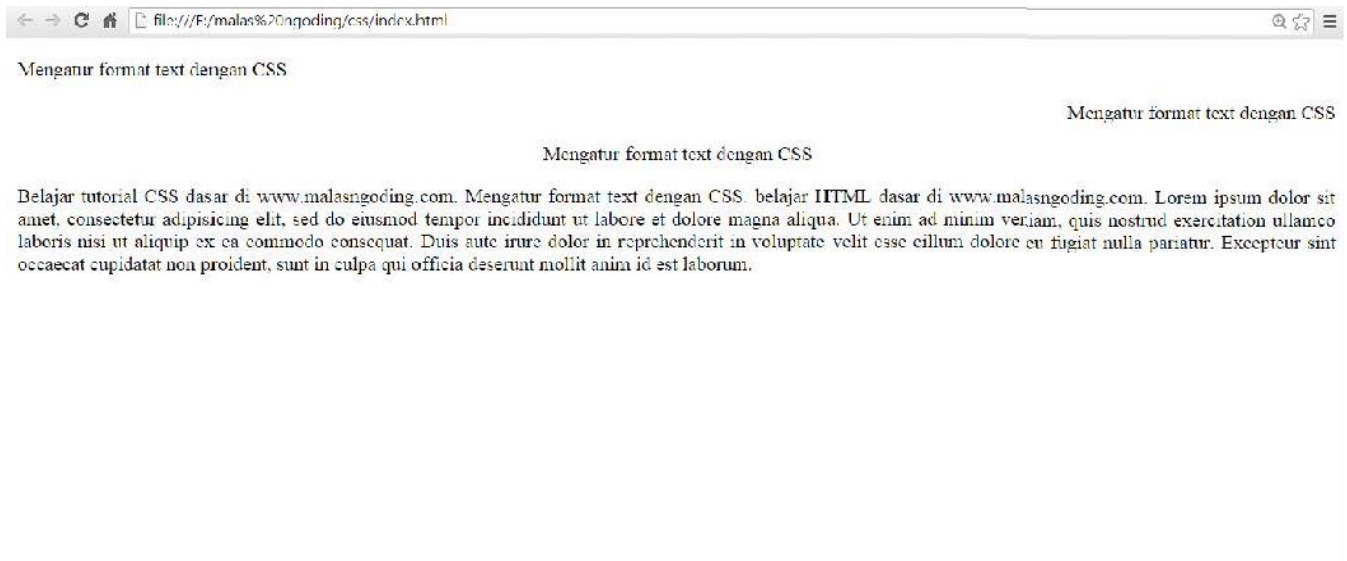 file:///F:/malas%20ngoding/css/index.html
Mengatur format text dengan CSS
Mengatur format text dengan CSS
Mengatur format text dengan CSS
Belajar tutorial CSS dasar di www.malasngoding.com. Mengatur format text dengan CSS. belajar HTML dasar di www.malasngoding.com. Lorem ipsum dolor sit
amet, consectetur adipisicing elit, sed do eiusmod tempor incididunt ut labore et dolore magna aliqua. Ut enim ad minim veniam, quis nostrud exercitation ullamco
laboris nisi ut aliquip ex ea commodo consequat. Duis aute irure dolor in reprehenderit in voluptate velit esse cillum dolore eu fugiat nulla pariatur. Excepteur sint
occaecat cupidatat non proident, sunt in culpa qui officia deserunt mollit anim id est laborum.